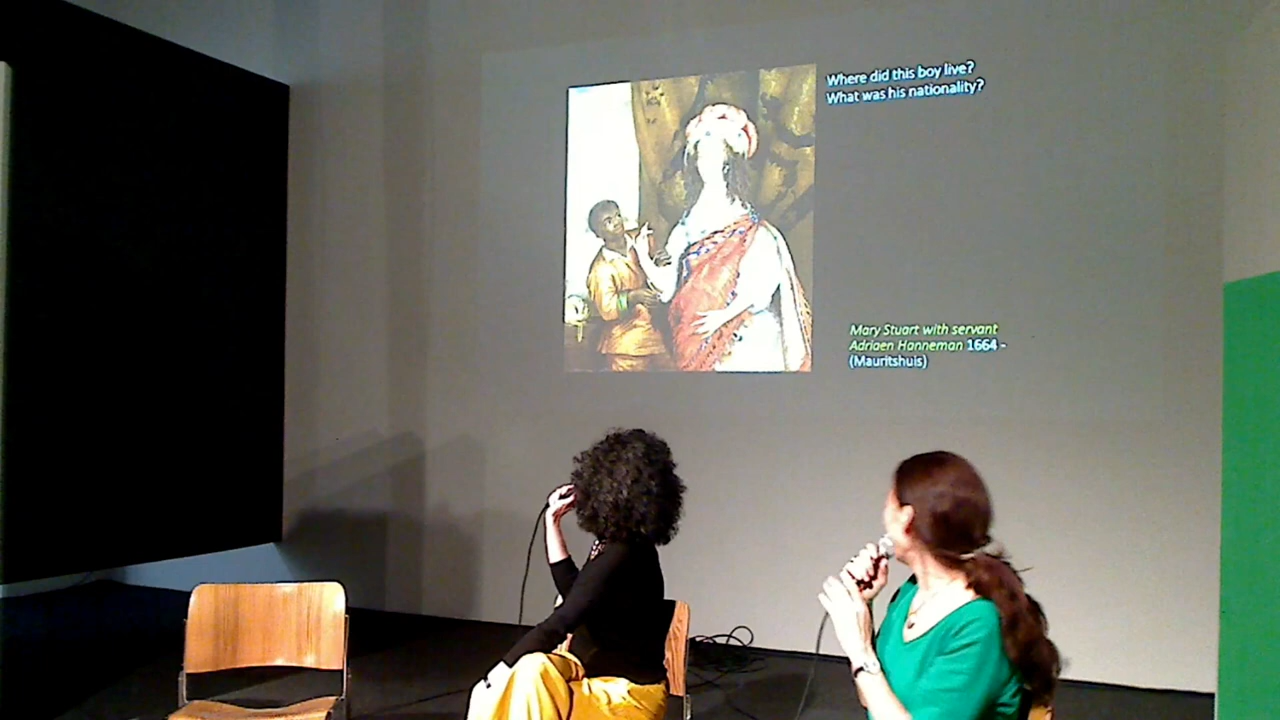 Where did this boy live?
What was his nationality?
Mary Stuart with servant
Adriaen Hanneman 1664 -
(Mauritshuis)